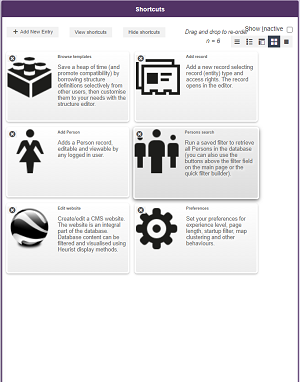 Shortcuts
+ Add New Entry
View shortcuts
Hide shortcuts
Drag and drop to re-order
Show inactive
n = 6
Browse templates
Save a heap of time (and
promote compatibility) by
borrowing structure
definitions selectively from
other users, then customise
them to your needs with the
structure editor.
Add record
Add a new record selecting
record (entity) type and
access rights. The record
opens in the editor.
Add Person
Adds a Person record,
editable and viewable by
any logged in user.
Persons search
Run a saved filter to retrieve
all Persons in the database
(you can also use the
buttons above the filter field
on the main page or the
quick filter builder).
Edit website
Create/edit a CMS website.
The website is an integral
part of the database.
Database content can be
filtered and visualised using
Heurist display methods.
Preferences
Set your preferences for
experience level, page
length, startup filter, map
clustering and other
behaviours.